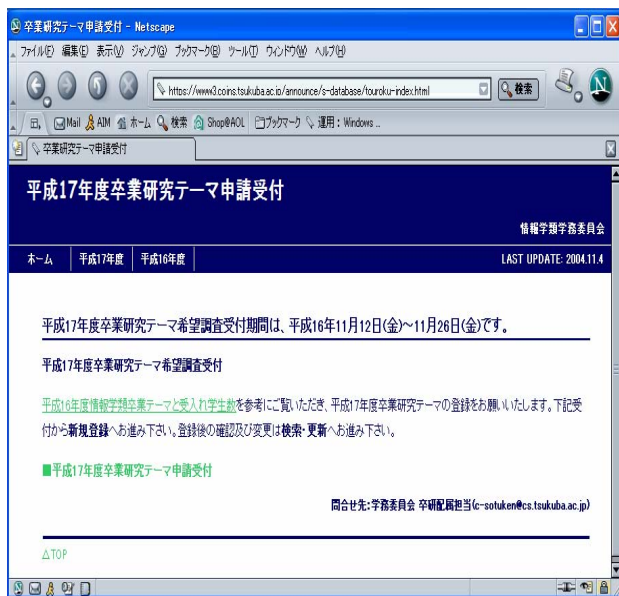 卒業研究テーマ申請受付 - Netscape
ファイル(F) 編集(E) 表示(V) ジャンプ(G) ブックマーク(B) ツール(T) ウィンドウ(W) ヘルプ(H)
https://www3.coins.tsukuba.ac.jp/announce/s-database/touroku-index.html 検索
Mail AIM ホーム 検索 Shop@AOL ブックマーク 運用:Windows ...
卒業研究テーマ申請受付
平成17年度卒業研究テーマ申請受付
情報学類学務委員会
ホーム 平成17年度 平成16年度 LAST UPDATE: 2004.11.4
平成17年度卒業研究テーマ希望調査受付期間は、平成16年11月12日(金)~11月26日(金)です。
平成17年度卒業研究テーマ希望調査受付
平成16年度情報学類卒業テーマと受入れ学生数を参考にご覧いただき、平成17年度卒業研究テーマの登録をお願いいたします。下記受
付から新規登録へお進み下さい。登録後の確認及び変更は検索・更新へお進み下さい。
■平成17年度卒業研究テーマ申請受付
問合せ先:学務委員会 卒研配属担当(c-sotuken@cs.tsukuba.ac.jp)
△TOP